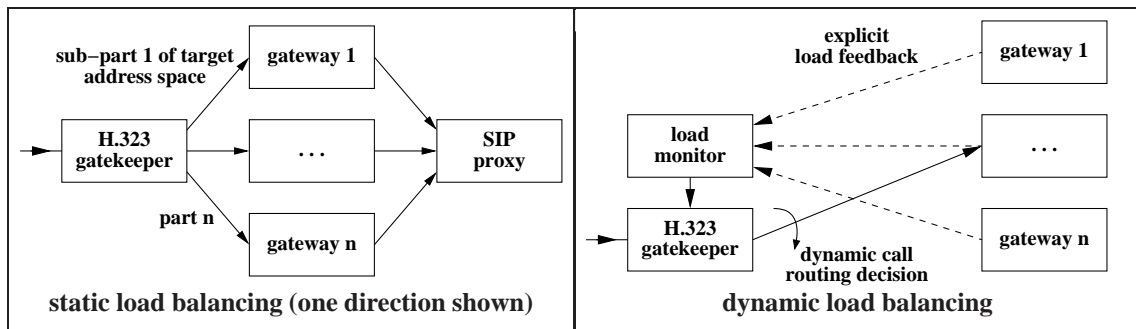 sub−part 1 of target
address space
gateway 1
H.323
gatekeeper
...
SIP
proxy
part n
gateway n
static load balancing (one direction shown)
explicit
load feedback
gateway 1
load
monitor
...
H.323
gatekeeper
gateway n
dynamic call
routing decision
dynamic load balancing